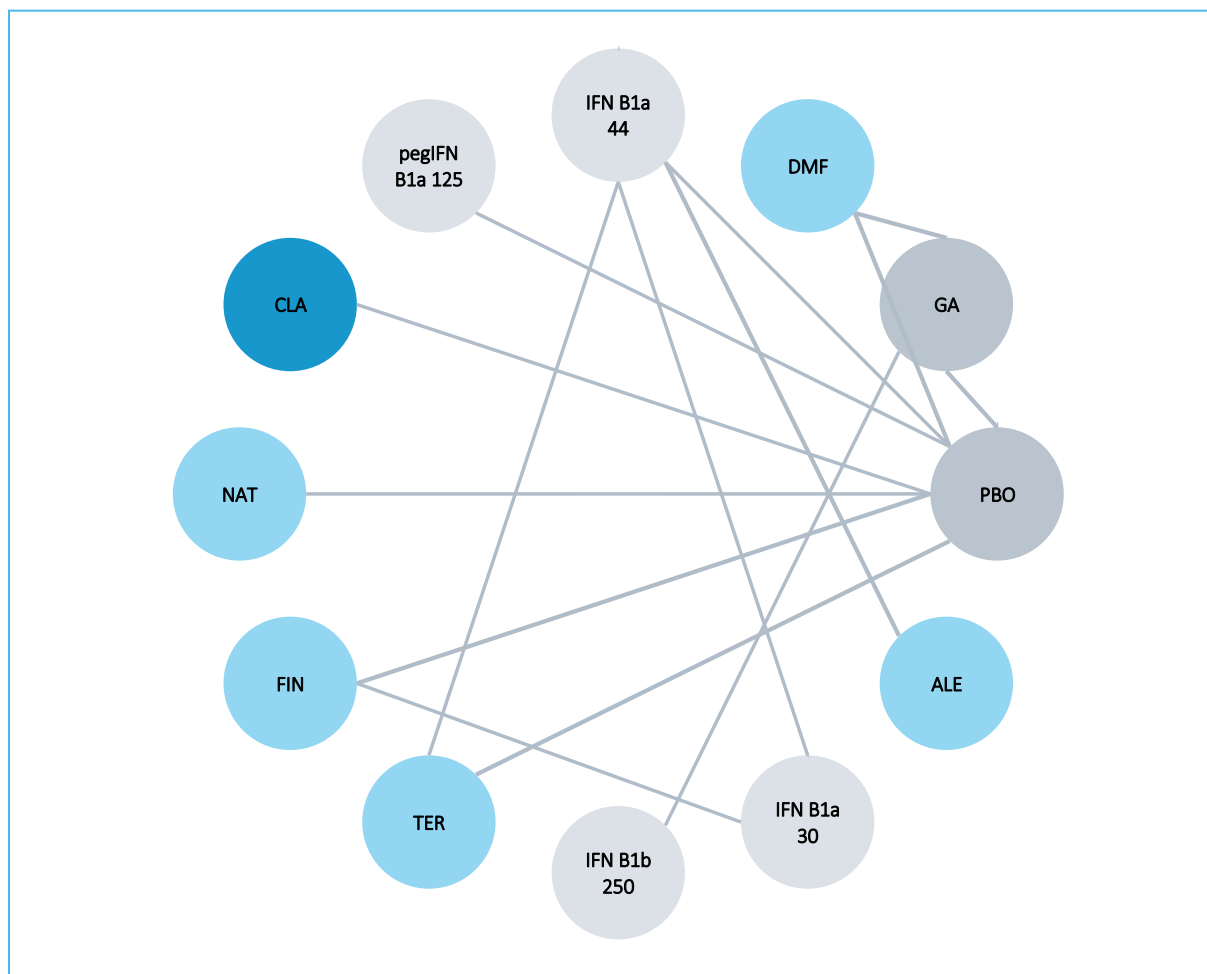 IFN B1a
44
pegIFN
B1a 125
DMF
CLA
GA
NAT
PBO
FIN
ALE
TER
IFN B1a
30
IFN B1b
250